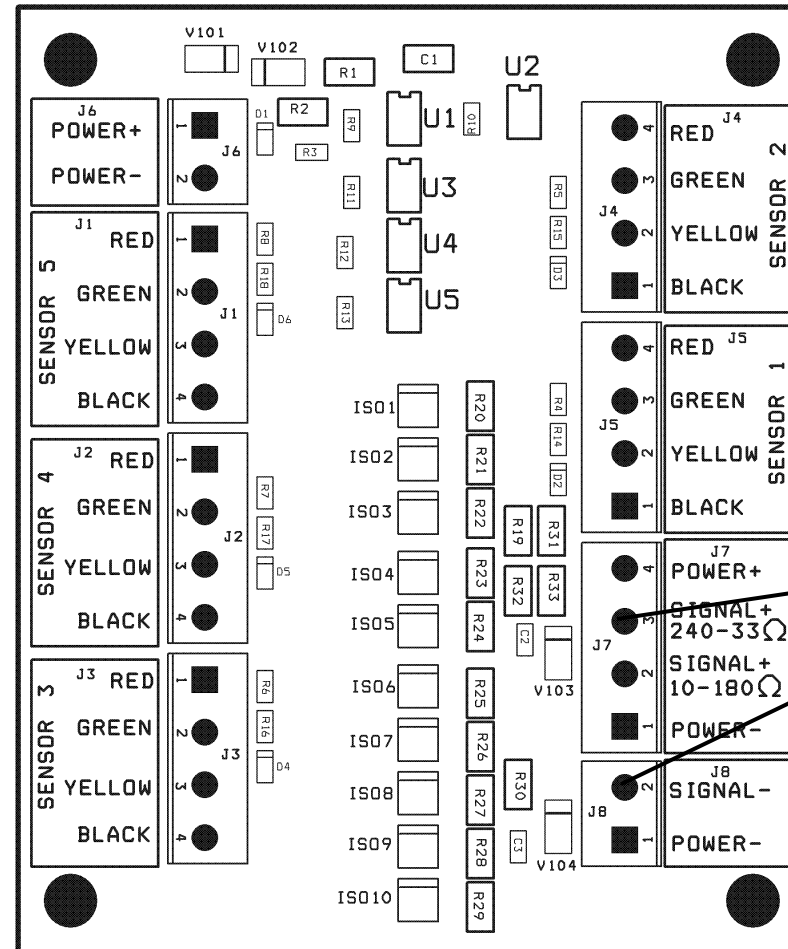 V101
V102
R1
C1
U2
J6
POWER+
POWER-
1
2
J6
D1
R2
R3
R9
U1
R10
R11
U3
U4
U5
R12
R13
J1
RED
GREEN
YELLOW
BLACK
SENSOR 5
1
2
3
4
J1
R8
R18
D6
J2
RED
GREEN
YELLOW
BLACK
SENSOR 4
1
2
3
4
J2
R7
R17
D5
J3
RED
GREEN
YELLOW
BLACK
SENSOR 3
1
2
3
4
J3
R6
R16
D4
ISO1
ISO2
ISO3
ISO4
ISO5
ISO6
ISO7
ISO8
ISO9
ISO10
R20
R21
R22
R23
R24
R25
R26
R27
R28
R29
R5
R15
D3
4
3
2
1
J4
J4
RED
GREEN
YELLOW
BLACK
SENSOR 2
R4
R14
D2
4
3
2
1
J5
J5
RED
GREEN
YELLOW
BLACK
SENSOR 1
R19
R31
R32
R33
C2
V103
4
3
2
1
J7
J7
POWER+
SIGNAL+
240-33Ω
SIGNAL+
10-180Ω
POWER-
R30
C3
V104
2
1
J8
J8
SIGNAL-
POWER-